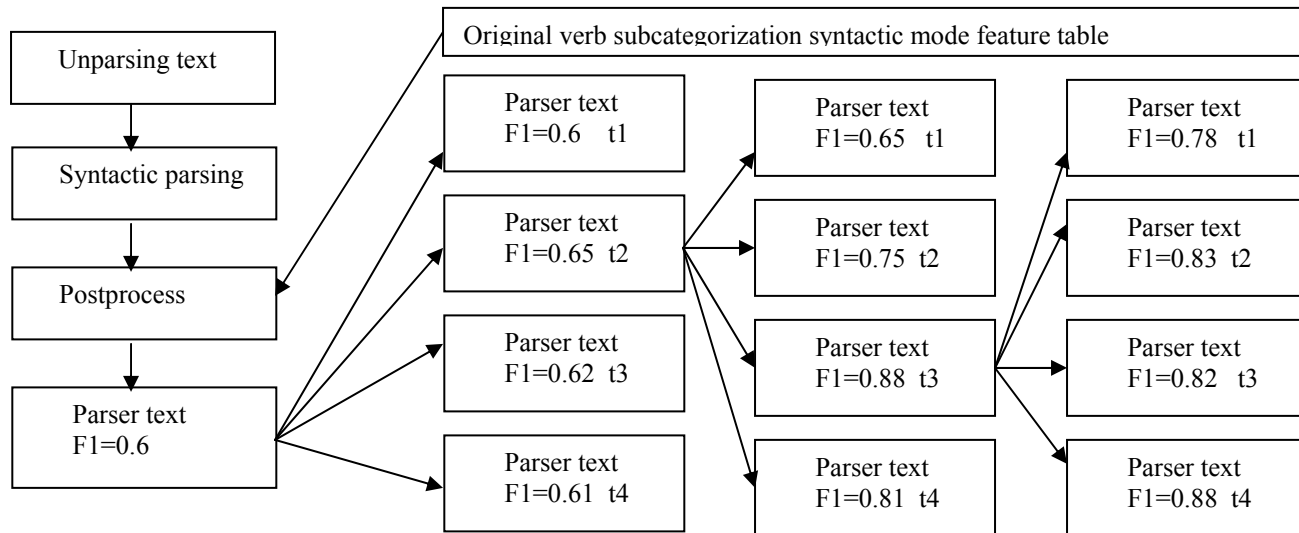 Original verb subcategorization syntactic mode feature table
Unparsing text
Syntactic parsing
Postprocess
Parser text
F1=0.6
Parser text
F1=0.6 t1
Parser text
F1=0.65 t2
Parser text
F1=0.62 t3
Parser text
F1=0.61 t4
Parser text
F1=0.65 t1
Parser text
F1=0.75 t2
Parser text
F1=0.88 t3
Parser text
F1=0.81 t4
Parser text
F1=0.78 t1
Parser text
F1=0.83 t2
Parser text
F1=0.82 t3
Parser text
F1=0.88 t4